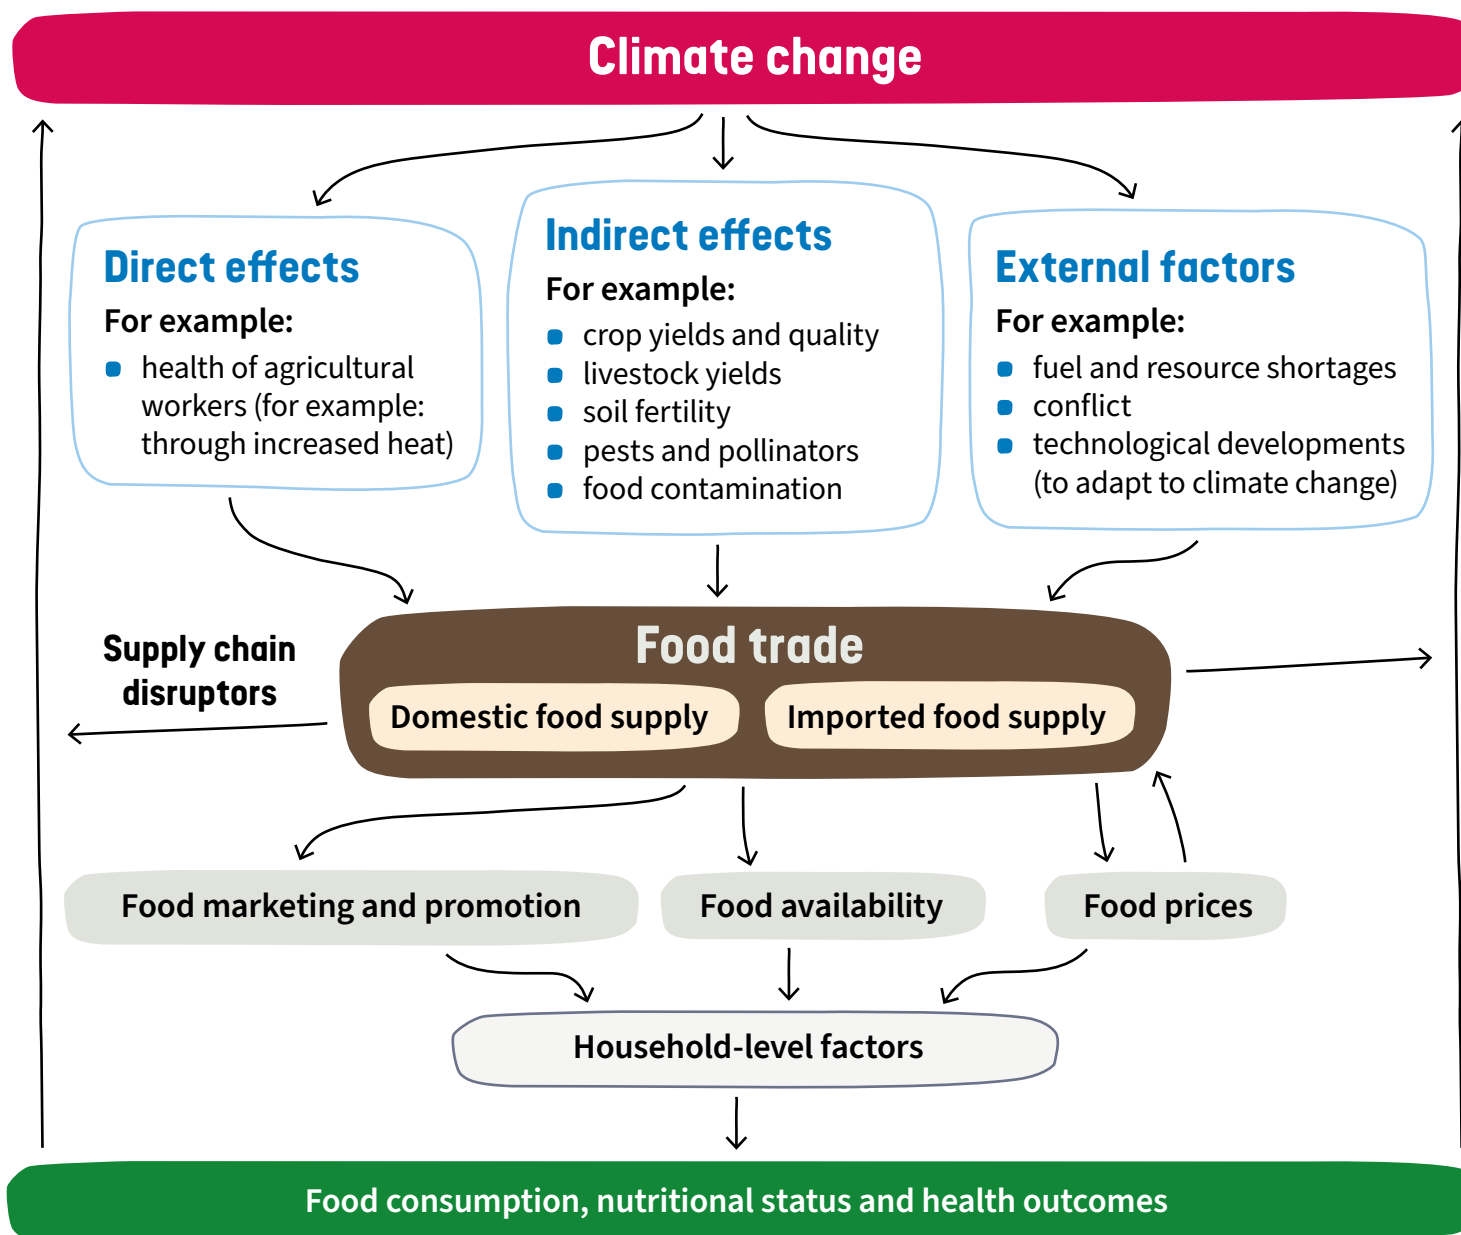 Climate change
Direct effects
For example:
health of agricultural
workers (for example:
through increased heat)
Indirect effects
For example:
crop yields and quality
livestock yields
soil fertility
pests and pollinators
food contamination
External factors
For example:
fuel and resource shortages
conflict
technological developments
(to adapt to climate change)
Supply chain
disruptors
Food trade
Domestic food supply
Imported food supply
Food marketing and promotion
Food availability
Food prices
Household-level factors
Food consumption, nutritional status and health outcomes